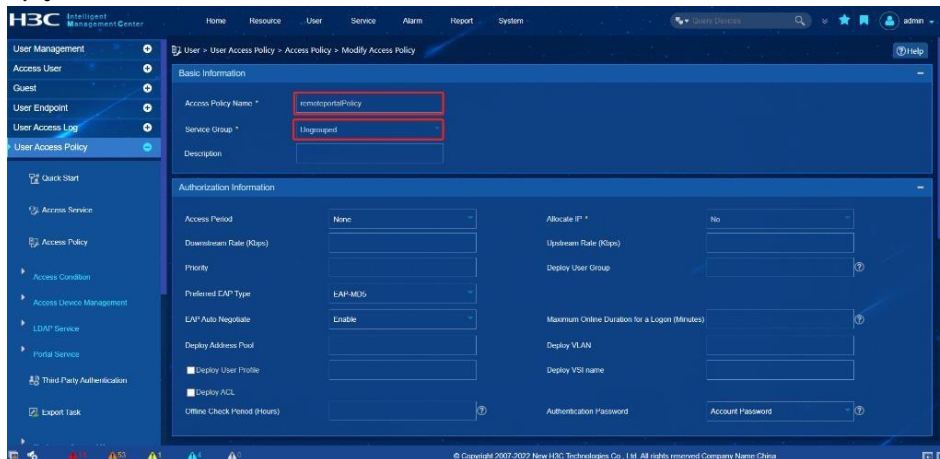 H3C Intelligent Management Center
Home Resource User Service Alarm Report System
Query Devices
admin
User Management
User > User Access Policy > Access Policy > Modify Access Policy
Help
Access User
Basic Information
Guest
User Endpoint
Access Policy Name *
remoteportalPolicy
User Access Log
Service Group *
Ungrouped
User Access Policy
Description
Quick Start
Authorization Information
Access Service
Access Period
None
Allocate IP *
No
Access Policy
Downstream Rate (Kbps)
Upstream Rate (Kbps)
Access Condition
Priority
Deploy User Group
Access Device Management
Preferred EAP Type
EAP-MD5
LDAP Service
EAP Auto Negotiate
Enable
Maximum Online Duration for a Logon (Minutes)
Portal Service
Deploy Address Pool
Deploy VLAN
Third-Party Authentication
Deploy User Profile
Deploy VSI name
Deploy ACL
Export Task
Offline Check Period (Hours)
Authentication Password
Account Password
53 1 4 0
© Copyright 2007-2022 New H3C Technologies Co., Ltd. All rights reserved Company Name:China